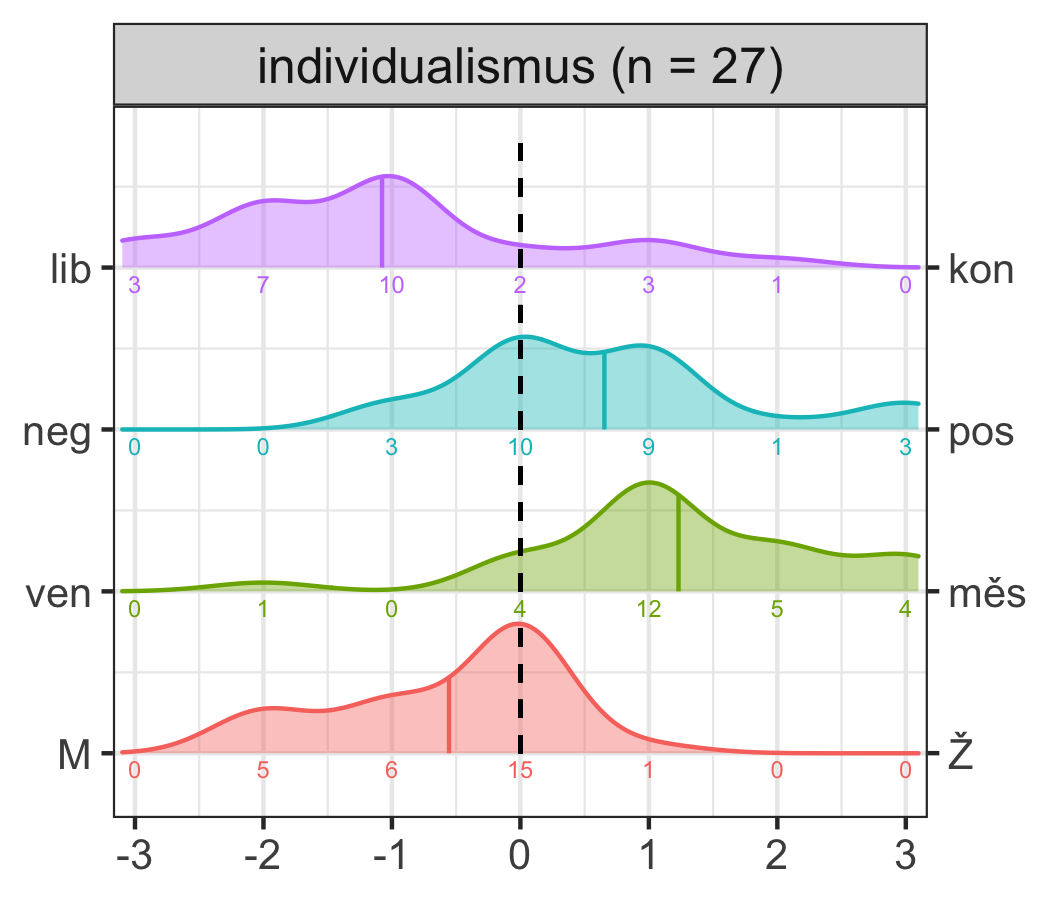 individualismus (n = 27)
lib kon
3 7 10 2 3 1 0
neg pos
0 0 3 10 9 1 3
ven měs
0 1 0 4 12 5 4
M Ž
0 5 6 15 1 0 0
-3 -2 -1 0 1 2 3